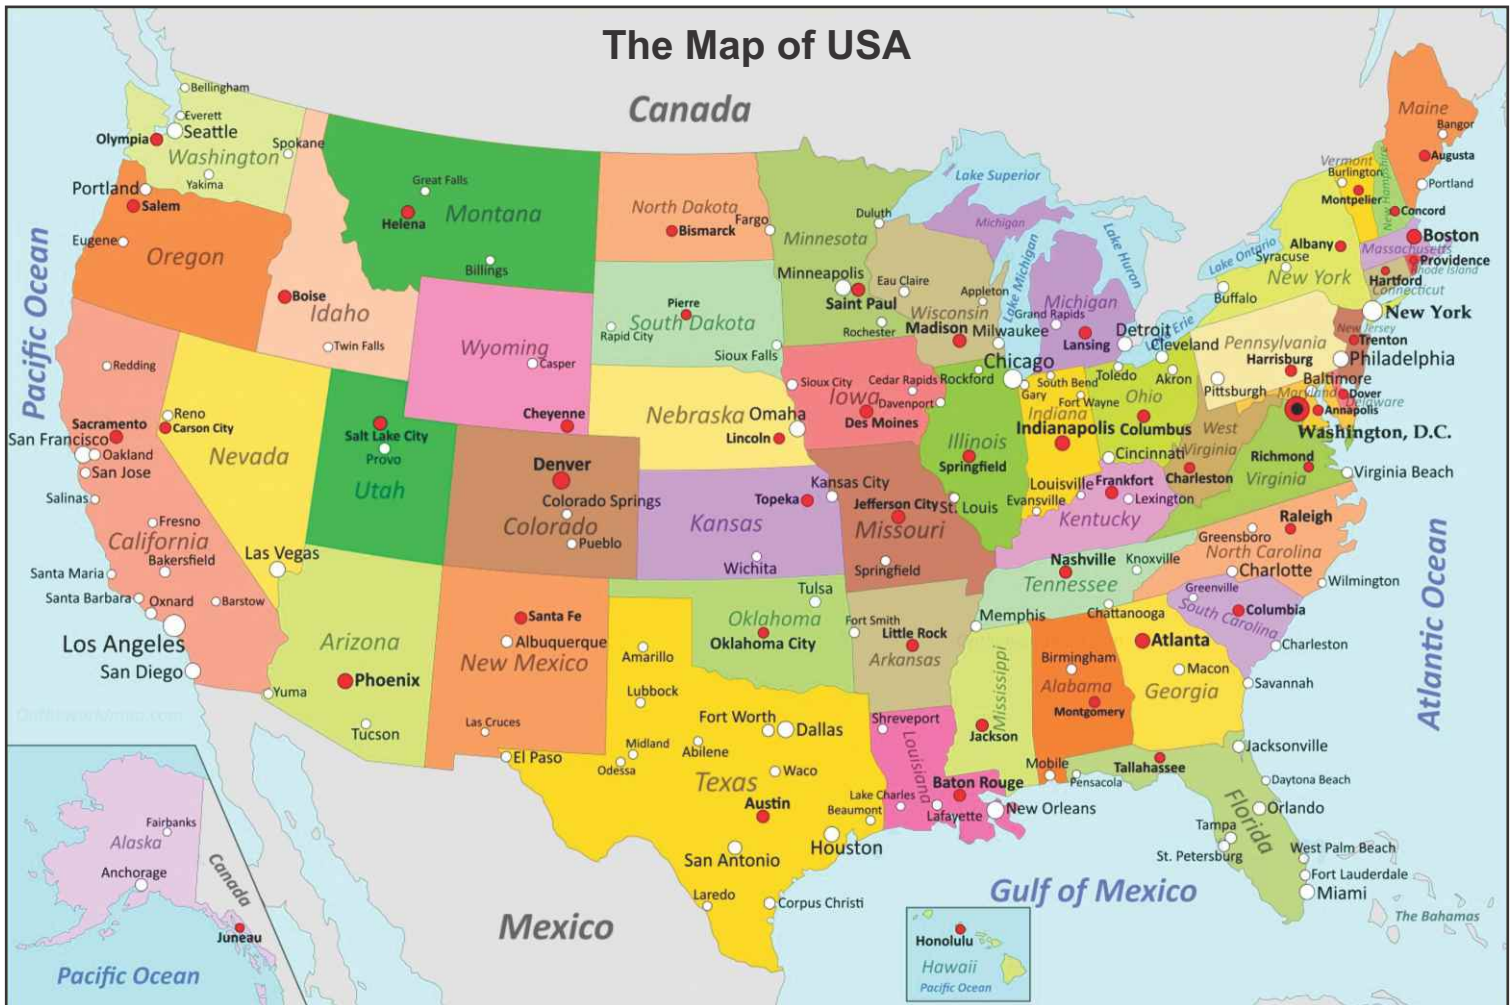 The Map of USA
Canada
Bellingham
Everett
Seattle
Olympia
Washington
Spokane
Yakima
Portland
Salem
Eugene
Oregon
Pacific Ocean
Boise
Idaho
Twin Falls
Great Falls
Helena
Montana
Billings
Wyoming
Casper
Cheyenne
North Dakota
Fargo
Bismarck
Pierre
South Dakota
Rapid City
Sioux Falls
Nebraska
Omaha
Lincoln
Minnesota
Duluth
Minneapolis
Saint Paul
Rochester
Lake Superior
Michigan
Eau Claire
Appleton
Wisconsin
Madison
Milwaukee
Lake Michigan
Lake Huron
Michigan
Grand Rapids
Lansing
Detroit
Erie
Lake Ontario
Redding
Sacramento
San Francisco
Oakland
San Jose
Salinas
Fresno
California
Bakersfield
Santa Maria
Santa Barbara
Oxnard
Barstow
Los Angeles
San Diego
Reno
Carson City
Nevada
Las Vegas
Salt Lake City
Provo
Utah
Denver
Colorado Springs
Colorado
Pueblo
Arizona
Phoenix
Yuma
Tucson
Santa Fe
Albuquerque
New Mexico
Las Cruces
Topeka
Kansas City
Kansas
Wichita
Tulsa
Oklahoma
Oklahoma City
Amarillo
Lubbock
Fort Worth
Dallas
Midland
Odessa
Abilene
El Paso
Waco
Texas
Austin
San Antonio
Houston
Beaumont
Laredo
Corpus Christi
Sioux City
Cedar Rapids
Iowa
Davenport
Des Moines
Jefferson City
Missouri
St. Louis
Springfield
Fort Smith
Little Rock
Arkansas
Shreveport
Louisiana
Baton Rouge
Lake Charles
Lafayette
New Orleans
Chicago
Rockford
Illinois
Springfield
South Bend
Gary
Fort Wayne
Indiana
Indianapolis
Evansville
Toledo
Cleveland
Akron
Ohio
Columbus
Cincinnati
Louisville
Frankfort
Lexington
Kentucky
Nashville
Knoxville
Tennessee
Memphis
Chattanooga
Mississippi
Jackson
Birmingham
Alabama
Montgomery
Mobile
Atlanta
Macon
Georgia
Savannah
Tallahassee
Pensacola
Jacksonville
Daytona Beach
Orlando
Florida
Tampa
St. Petersburg
West Palm Beach
Fort Lauderdale
Miami
Greenville
South Carolina
Columbia
Charleston
Raleigh
Greensboro
North Carolina
Charlotte
Wilmington
West
Virginia
Charleston
Richmond
Virginia
Virginia Beach
Washington, D.C.
Maryland
Baltimore
Annapolis
Dover
Delaware
Pennsylvania
Harrisburg
Pittsburgh
Philadelphia
New Jersey
Trenton
New York
Albany
Syracuse
New York
Buffalo
Vermont
Burlington
Montpelier
New Hampshire
Concord
Maine
Bangor
Augusta
Portland
Boston
Massachusetts
Providence
Rhode Island
Hartford
Connecticut
Atlantic Ocean
Gulf of Mexico
The Bahamas
Mexico
Fairbanks
Alaska
Anchorage
Canada
Juneau
Pacific Ocean
Honolulu
Hawaii
Pacific Ocean